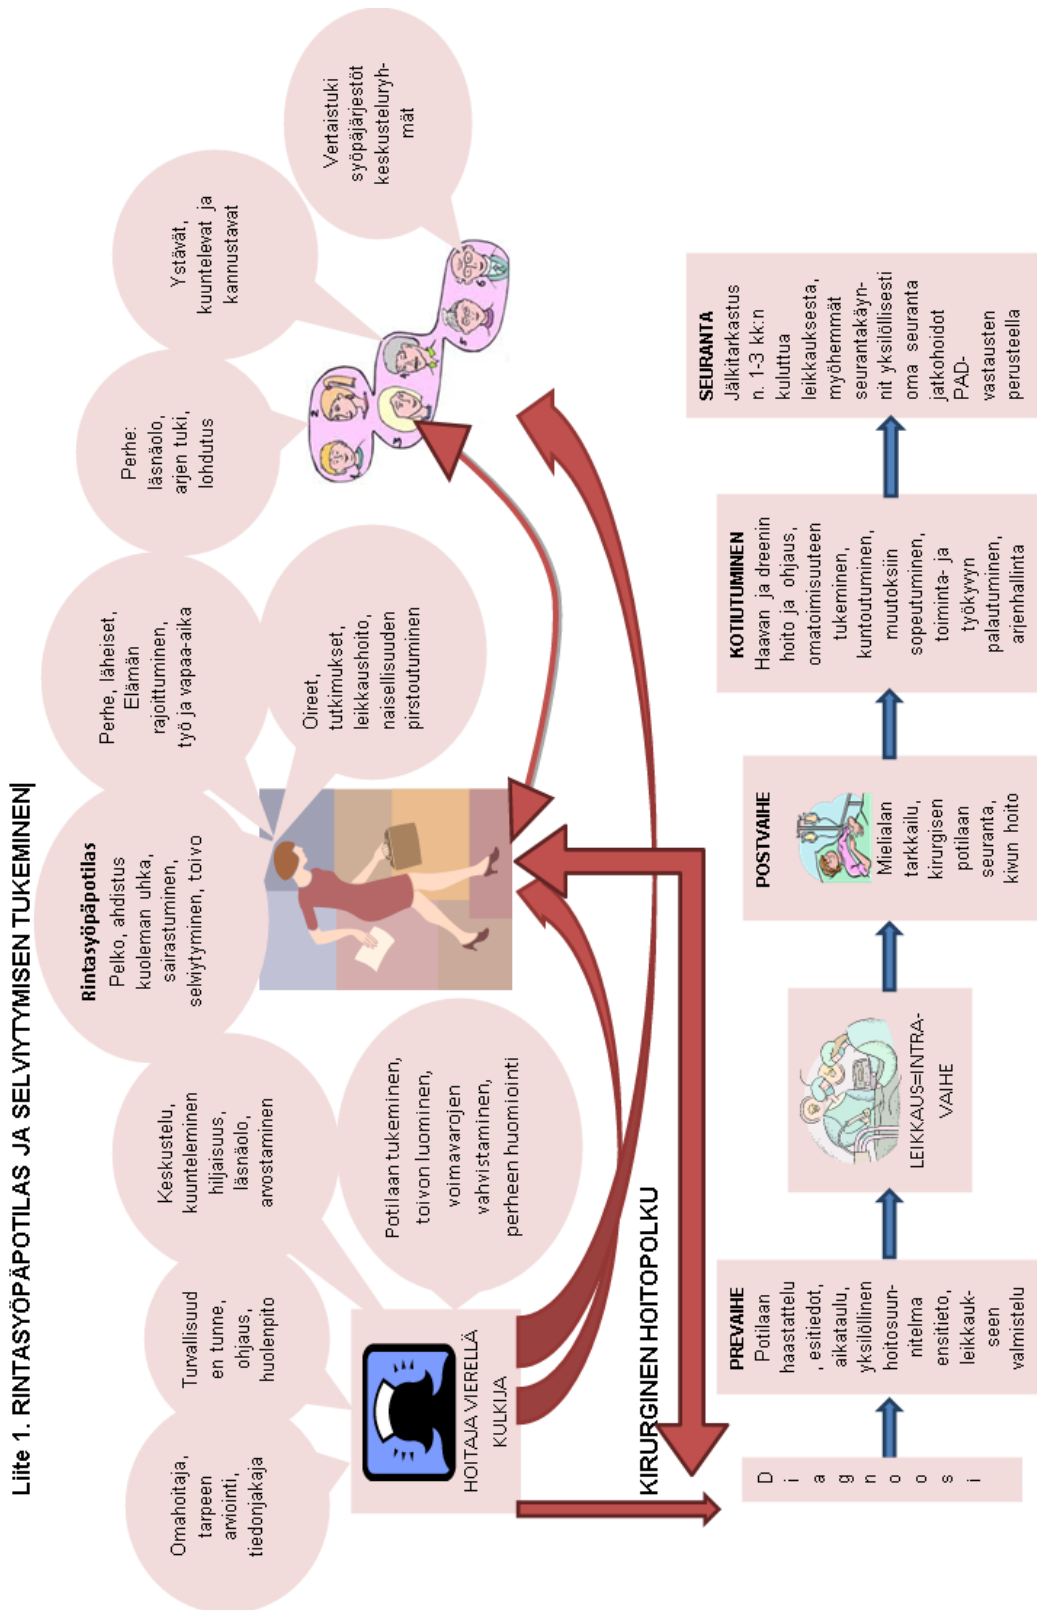 Liite 1. RINTASYÖPÄPOTILAS JA SELVIYTYMISEN TUKEMINEN
Omahoitaja,
tarpeen
arviointi,
tiedonjakaja
Turvallisuud
en tunne,
ohjaus,
huolenpito
Keskustelu,
kuunteleminen
hiljaisuus,
läsnäolo,
arvostaminen
Potilaan tukeminen,
toivon luominen,
voimavarojen
vahvistaminen,
perheen huomiointi
HOITAJA VIERELLÄ
KULKIJA
Rintasyöpäpotilas
Pelko, ahdistus
kuoleman uhka,
sairastuminen,
selviytyminen, toivo
Perhe, läheiset,
Elämän
rajoittuminen,
työ ja vapaa-aika
Oireet,
tutkimukset,
leikkaushoito,
naisellisuuden
pirstoutuminen
Perhe:
läsnäolo,
arjen tuki,
lohdutus
Ystävät,
kuuntelevat ja
kannustavat
Vertaistuki
syöpäjärjestöt
keskusteluryh-
mät
2
3
5
6
KIRURGINEN HOITOPOLKU
D
i
a
g
n
o
o
s
i
PREVAIHE
Potilaan
haastattelu
, esitiedot,
aikataulu,
yksilöllinen
hoitosuun-
nitelma
ensitieto,
leikkauk-
seen
valmistelu
LEIKKAUS=INTRA-
VAIHE
POSTVAIHE
Mielialan
tarkkailu,
kirurgisen
potilaan
seuranta,
kivun hoito
KOTIUTUMINEN
Haavan ja dreenin
hoito ja ohjaus,
omatoimisuuteen
tukeminen,
kuntoutuminen,
muutoksiin
sopeutuminen,
toiminta- ja
työkyvyn
palautuminen,
arjenhallinta
SEURANTA
Jälkitarkastus
n. 1-3 kk:n
kuluttua
leikkauksesta,
myöhemmät
seurantakäyn-
nit yksilöllisesti
oma seuranta
jatkohoidot
PAD-
vastausten
perusteella